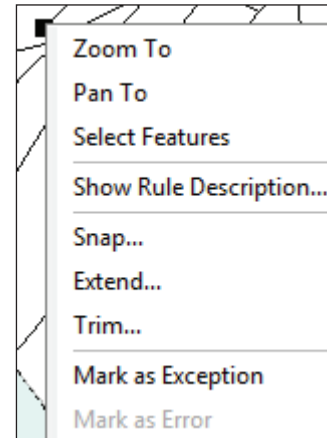 Zoom To
Pan To
Select Features
Show Rule Description...
Snap...
Extend...
Trim...
Mark as Exception
Mark as Error